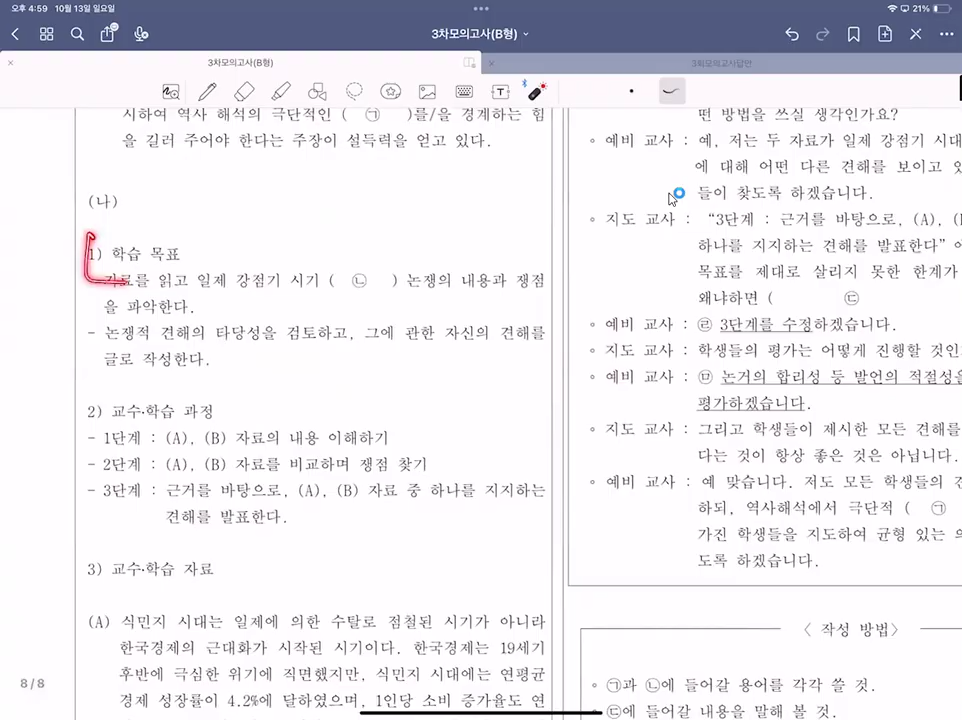 오후 4:59 10월 13일 일요일
21%
3차모의고사(B형)
3차모의고사(B형)
3회모의고사답안
시하여 역사 해석의 극단적인 ( ㉠ )를/을 경계하는 힘
을 길러 주어야 한다는 주장이 설득력을 얻고 있다.
(나)
1) 학습 목표
를 읽고 일제 강점기 시기 ( ㉡ ) 논쟁의 내용과 쟁점
을 파악한다.
- 논쟁적 견해의 타당성을 검토하고, 그에 관한 자신의 견해를
글로 작성한다.
2) 교수·학습 과정
- 1단계 : (A), (B) 자료의 내용 이해하기
- 2단계 : (A), (B) 자료를 비교하며 쟁점 찾기
- 3단계 : 근거를 바탕으로, (A), (B) 자료 중 하나를 지지하는
견해를 발표한다.
3) 교수·학습 자료
(A) 식민지 시대는 일제에 의한 수탈로 점철된 시기가 아니라
한국경제의 근대화가 시작된 시기이다. 한국경제는 19세기
후반에 극심한 위기에 직면했지만, 식민지 시대에는 연평균
경제 성장률이 4.2%에 달하였으며, 1인당 소비 증가율도 연
8/8
떤 방법을 쓰실 생각인가요?
◦ 예비 교사 : 예, 저는 두 자료가 일제 강점기 시대
에 대해 어떤 다른 견해를 보이고 있
들이 찾도록 하겠습니다.
◦ 지도 교사 : “3단계 : 근거를 바탕으로, (A), (B
하나를 지지하는 견해를 발표한다”
목표를 제대로 살리지 못한 한계가
왜냐하면 ( ㉢
◦ 예비 교사 : ㉣ 3단계를 수정하겠습니다.
◦ 지도 교사 : 학생들의 평가는 어떻게 진행할 것인
◦ 예비 교사 : ㉤ 논거의 합리성 등 발언의 적절성을
평가하겠습니다.
◦ 지도 교사 : 그리고 학생들이 제시한 모든 견해를
다는 것이 항상 좋은 것은 아닙니다.
◦ 예비 교사 : 예 맞습니다. 저도 모든 학생들의 견
하되, 역사해석에서 극단적 ( ㉠
가진 학생들을 지도하여 균형 있는
도록 하겠습니다.
〈 작성 방법〉
◦ ㉠과 ㉡에 들어갈 용어를 각각 쓸 것.
◦ ㉢에 들어갈 내용을 말해 볼 것.